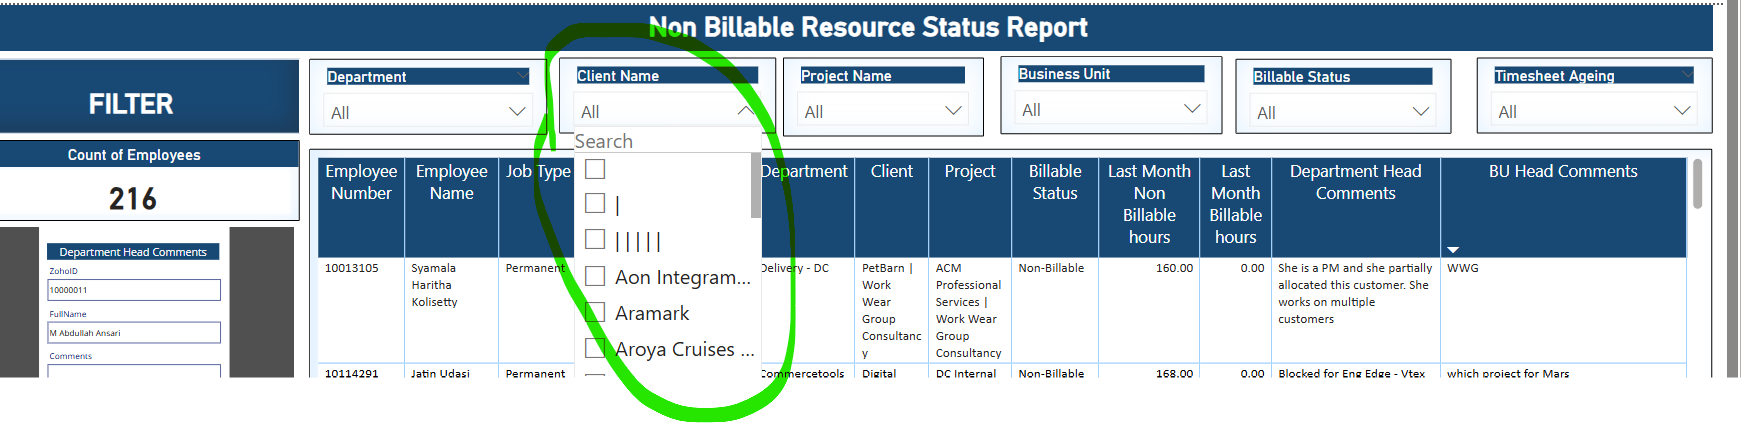 Non Billable Resource Status Report
FILTER
Department
All
Client Name
All
Project Name
All
Business Unit
All
Billable Status
All
Timesheet Ageing
All
Search
|
| | | | |
Aon Integram...
Aramark
Aroya Cruises ...
Count of Employees
216
Department Head Comments
ZohoID
10000011
FullName
M Abdullah Ansari
Comments
Employee
Number
Employee
Name
Job Type
Department
Client
Project
Billable
Status
Last Month
Non
Billable
hours
Last
Month
Billable
hours
Department Head
Comments
BU Head Comments
10013105
Syamala
Haritha
Kolisetty
Permanent
Delivery - DC
PetBarn |
Work
Wear
Group
Consultanc
y
ACM
Professional
Services |
Work Wear
Group
Consultancy
Non-Billable
160.00
0.00
She is a PM and she partially
allocated this customer. She
works on multiple
customers
WWG
10114291
Jatin Udasi
Permanent
Commercetools
Digital
DC Internal
Non-Billable
168.00
0.00
Blocked for Eng Edge - Vtex
which project for Mars